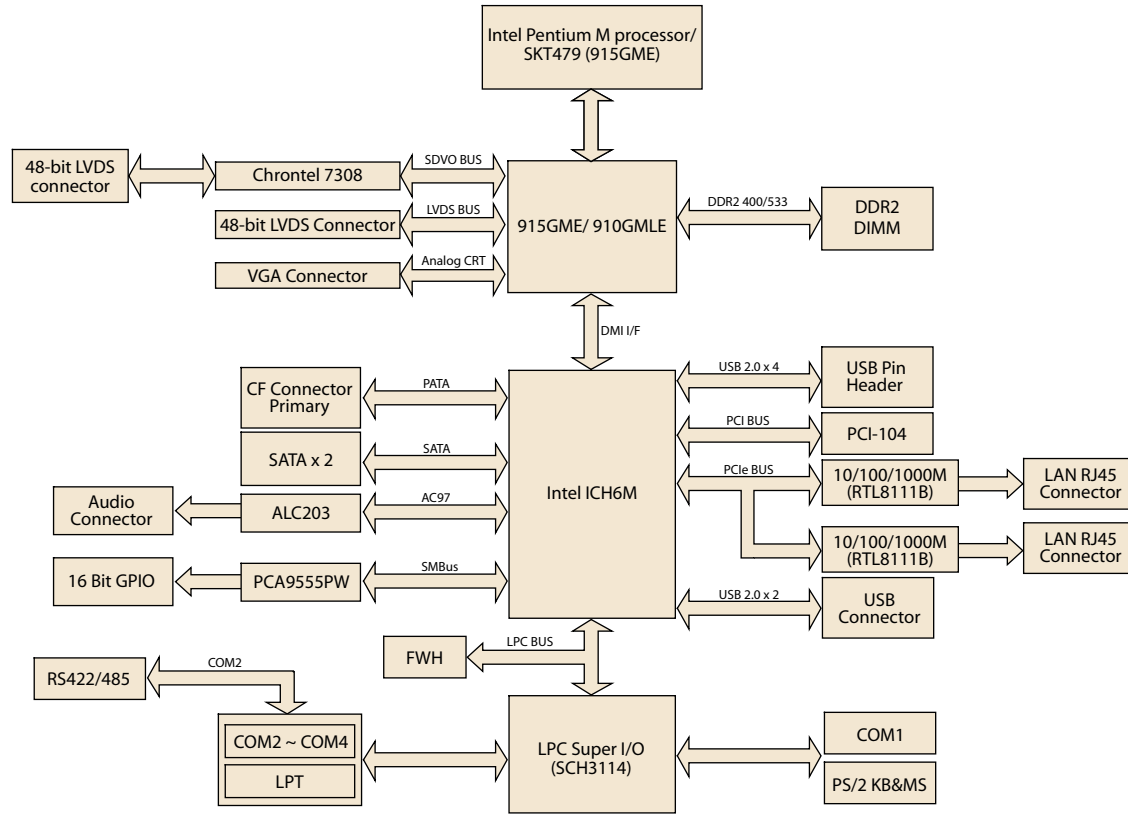 Intel Pentium M processor/
SKT479 (915GME)
48-bit LVDS
connector
Chrontel 7308
SDVO BUS
48-bit LVDS Connector
LVDS BUS
VGA Connector
Analog CRT
915GME/ 910GMLE
DDR2 400/533
DDR2
DIMM
DMI I/F
CF Connector
Primary
PATA
SATA x 2
SATA
Audio
Connector
ALC203
AC97
16 Bit GPIO
PCA9555PW
SMBus
Intel ICH6M
USB 2.0 x 4
USB Pin
Header
PCI BUS
PCI-104
PCIe BUS
10/100/1000M
(RTL8111B)
LAN RJ45
Connector
10/100/1000M
(RTL8111B)
LAN RJ45
Connector
USB 2.0 x 2
USB
Connector
FWH
LPC BUS
RS422/485
COM2
COM2 ~ COM4
LPT
LPC Super I/O
(SCH3114)
COM1
PS/2 KB&MS